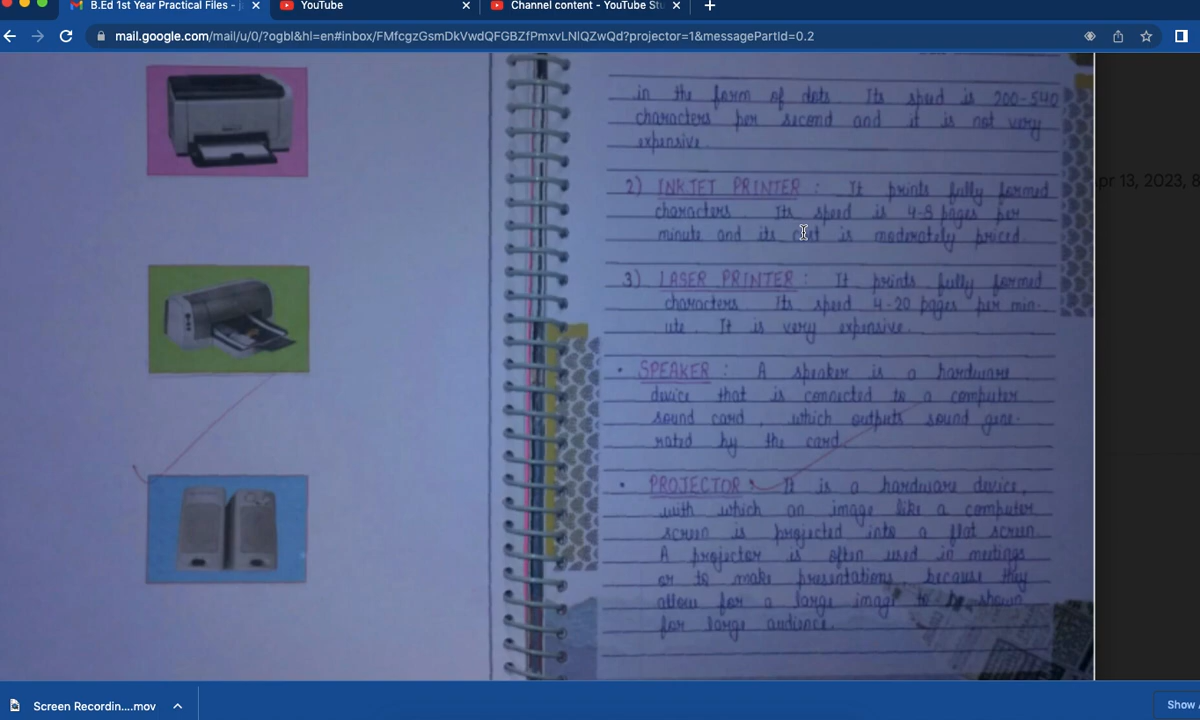 B.Ed 1st Year Practical Files -
YouTube
Channel content - YouTube Stu
mail.google.com/mail/u/0/?ogbl&hl=en#inbox/FMfcgzGsmDkVwdQFGBZfPmxvLNlQZwQd?projector=1&messagePartId=0.2
in the form of dots. Its speed is 200-540
characters per second and it is not very
expensive.
2) INKJET PRINTER : It prints fully formed
characters. Its speed is 4-8 pages per
minute and its cost is moderately priced.
3) LASER PRINTER : It prints fully formed
characters. Its speed 4-20 pages per min-
ute. It is very expensive.
• SPEAKER : A speaker is a hardware
device that is connected to a computer
sound card, which outputs sound gene-
rated by the card.
• PROJECTOR : It is a hardware device,
with which an image like a computer
screen is projected into a flat screen.
A projector is often used in meetings
or to make presentations, because they
allow for a large image to be shown
for large audience.
pr 13, 2023, 8
Screen Recordin....mov
Show